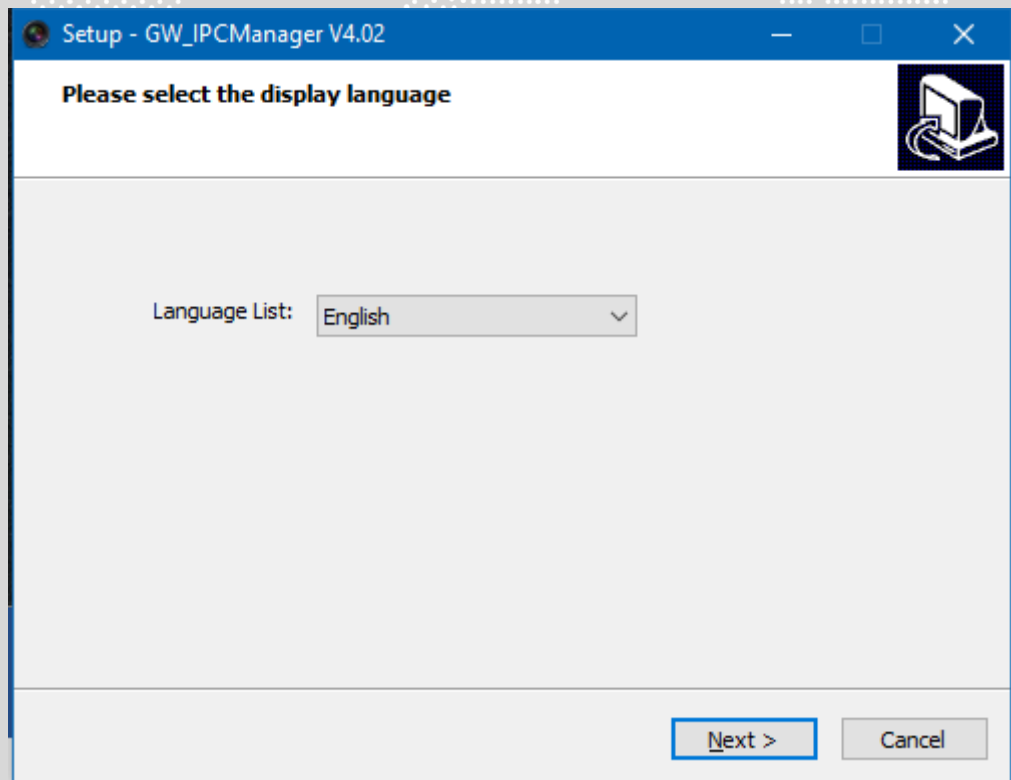 Setup - GW_IPCManager V4.02
Please select the display language
Language List: English
Next > Cancel